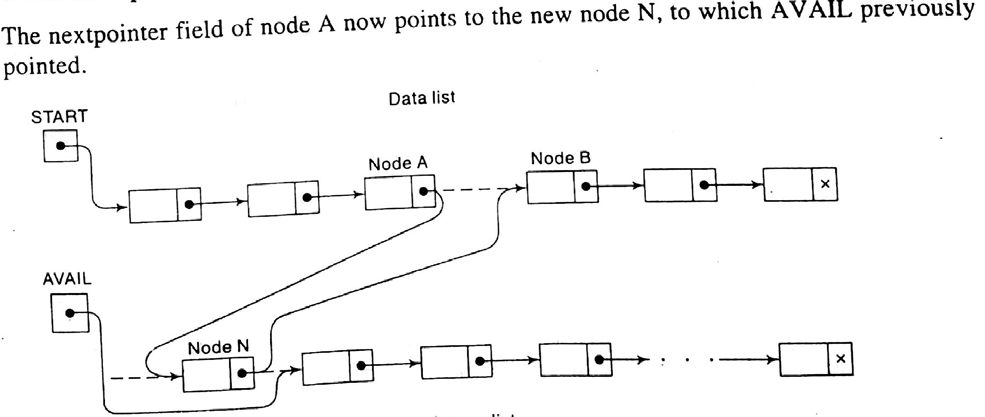 The nextpointer field of node A now points to the new node N, to which AVAIL previously
pointed.
Data list
START
Node A
Node B
x
AVAIL
Node N
x